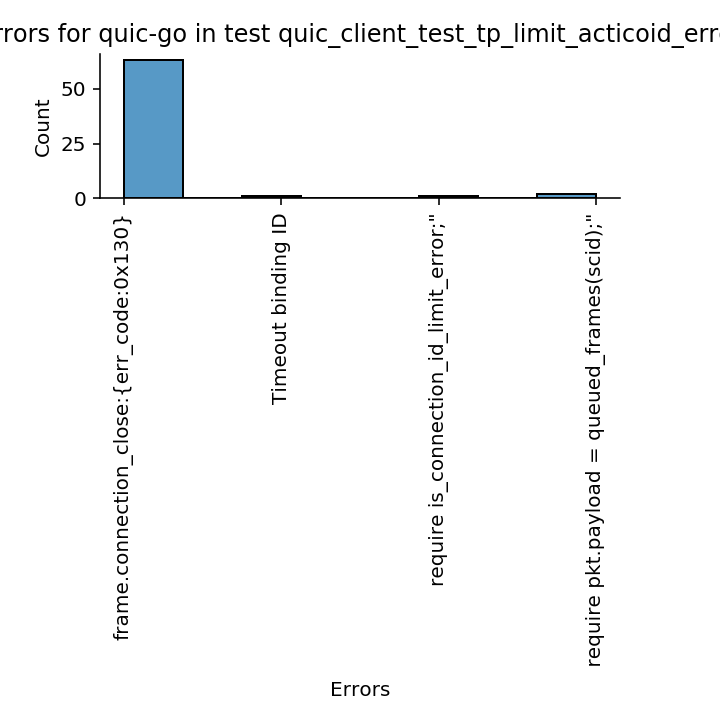 rrors for quic-go in test quic_client_test_tp_limit_acticoid_erro
Count
50
25
0
frame.connection_close:{err_code:0x130}
Timeout binding ID
require is_connection_id_limit_error;"
require pkt.payload = queued_frames(scid);"
Errors